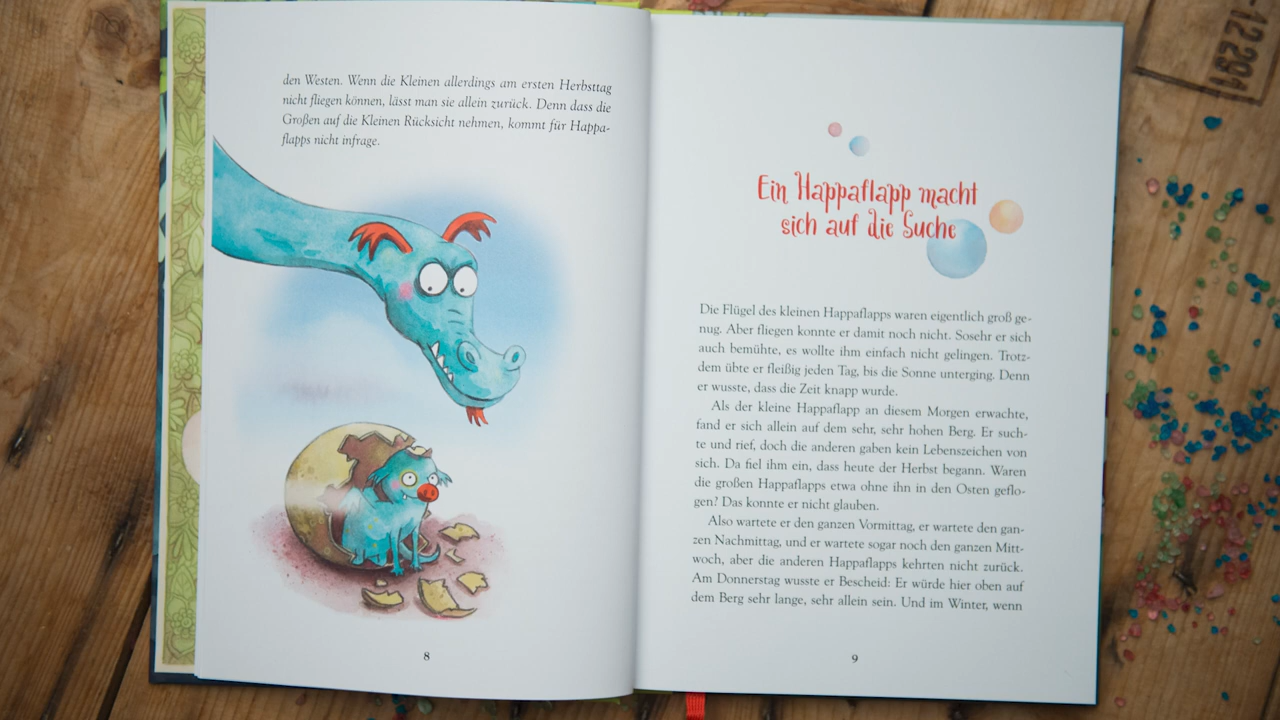 den Westen. Wenn die Kleinen allerdings am ersten Herbsttag
nicht fliegen können, lässt man sie allein zurück. Denn dass die
Großen auf die Kleinen Rücksicht nehmen, kommt für Happa-
flapps nicht infrage.
8
Ein Happaflapp macht
sich auf die Suche
Die Flügel des kleinen Happaflapps waren eigentlich groß ge-
nug. Aber fliegen konnte er damit noch nicht. Sosehr er sich
auch bemühte, es wollte ihm einfach nicht gelingen. Trotz-
dem übte er fleißig jeden Tag, bis die Sonne unterging. Denn
er wusste, dass die Zeit knapp wurde.
Als der kleine Happaflapp an diesem Morgen erwachte,
fand er sich allein auf dem sehr, sehr hohen Berg. Er such-
te und rief, doch die anderen gaben kein Lebenszeichen von
sich. Da fiel ihm ein, dass heute der Herbst begann. Waren
die großen Happaflapps etwa ohne ihn in den Osten geflo-
gen? Das konnte er nicht glauben.
Also wartete er den ganzen Vormittag, er wartete den gan-
zen Nachmittag, und er wartete sogar noch den ganzen Mitt-
woch, aber die anderen Happaflapps kehrten nicht zurück.
Am Donnerstag wusste er Bescheid: Er würde hier oben auf
dem Berg sehr lange, sehr allein sein. Und im Winter, wenn
9
-12291